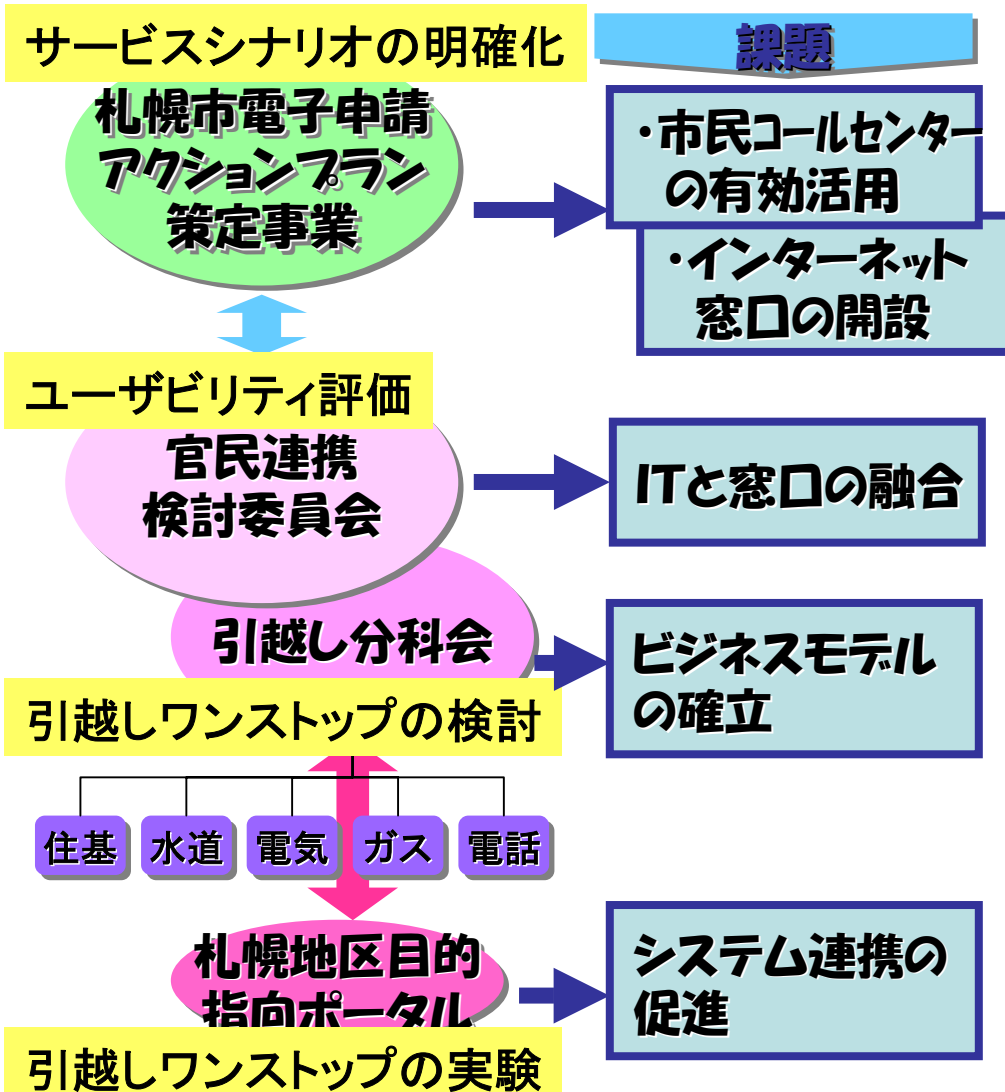 サービスシナリオの明確化
課題
札幌市電子申請
アクションプラン
策定事業
・市民コールセンター
の有効活用
・インターネット
窓口の開設
ユーザビリティ評価
官民連携
検討委員会
ITと窓口の融合
引越し分科会
ビジネスモデル
の確立
引越しワンストップの検討
住基
水道
電気
ガス
電話
札幌地区目的
指向ポータル
システム連携の
促進
引越しワンストップの実験